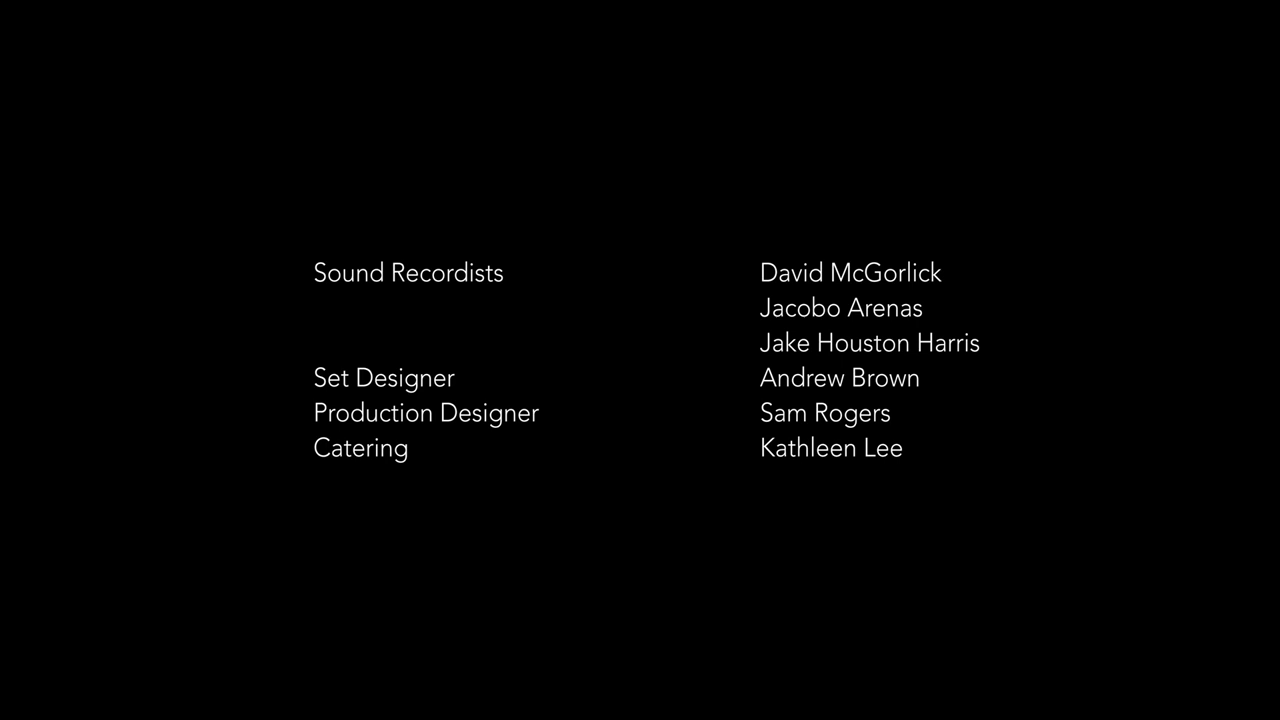 Sound Recordists David McGorlick
Jacobo Arenas
Jake Houston Harris
Set Designer Andrew Brown
Production Designer Sam Rogers
Catering Kathleen Lee